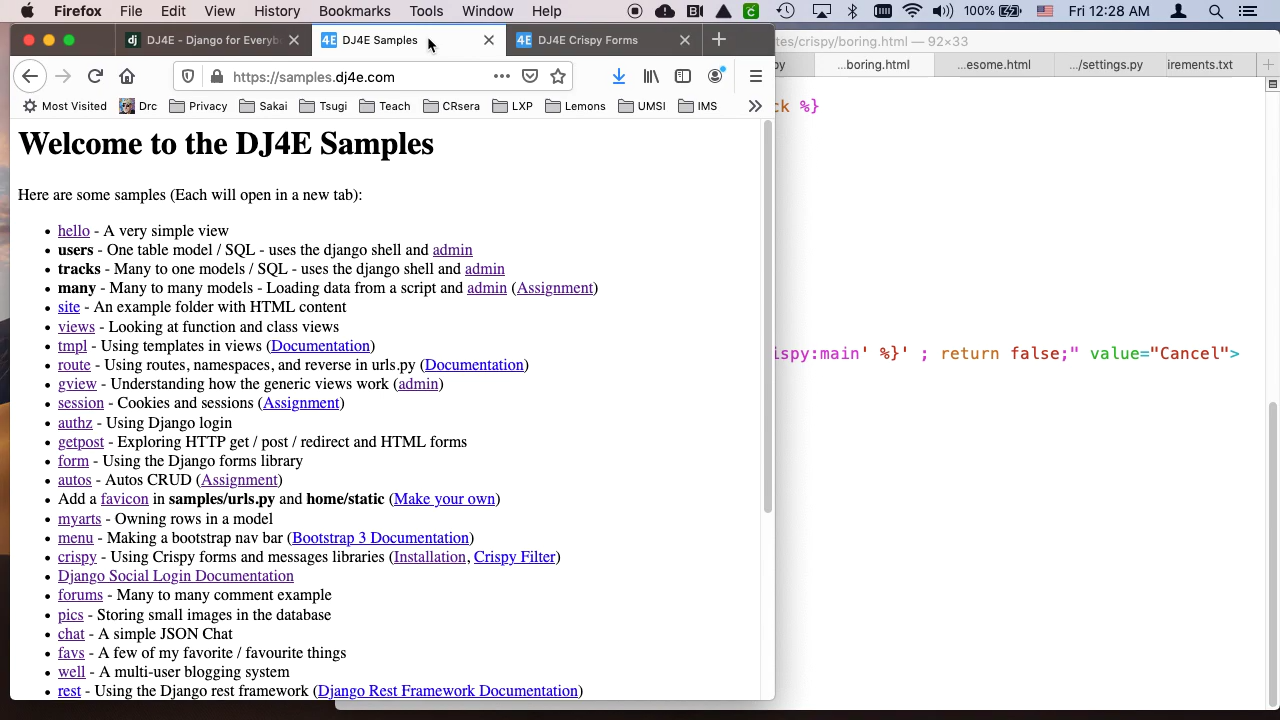 Firefox File Edit View History Bookmarks Tools Window Help 100% Fri 12:28 AM
DJ4E - Django for Everyb
DJ4E Samples
DJ4E Crispy Forms
https://samples.dj4e.com
Most Visited Drc Privacy Sakai Tsugi Teach CRsera LXP Lemons UMSI IMS
Welcome to the DJ4E Samples
Here are some samples (Each will open in a new tab):
hello - A very simple view
users - One table model / SQL - uses the django shell and admin
tracks - Many to one models / SQL - uses the django shell and admin
many - Many to many models - Loading data from a script and admin (Assignment)
site - An example folder with HTML content
views - Looking at function and class views
tmpl - Using templates in views (Documentation)
route - Using routes, namespaces, and reverse in urls.py (Documentation)
gview - Understanding how the generic views work (admin)
session - Cookies and sessions (Assignment)
authz - Using Django login
getpost - Exploring HTTP get / post / redirect and HTML forms
form - Using the Django forms library
autos - Autos CRUD (Assignment)
Add a favicon in samples/urls.py and home/static (Make your own)
myarts - Owning rows in a model
menu - Making a bootstrap nav bar (Bootstrap 3 Documentation)
crispy - Using Crispy forms and messages libraries (Installation, Crispy Filter)
Django Social Login Documentation
forums - Many to many comment example
pics - Storing small images in the database
chat - A simple JSON Chat
favs - A few of my favorite / favourite things
well - A multi-user blogging system
rest - Using the Django rest framework (Django Rest Framework Documentation)
tes/crispy/boring.html — 92×33
py ...boring.html ...esome.html .../settings.py irements.txt
ck %}
ispy:main' %}' ; return false;" value="Cancel">